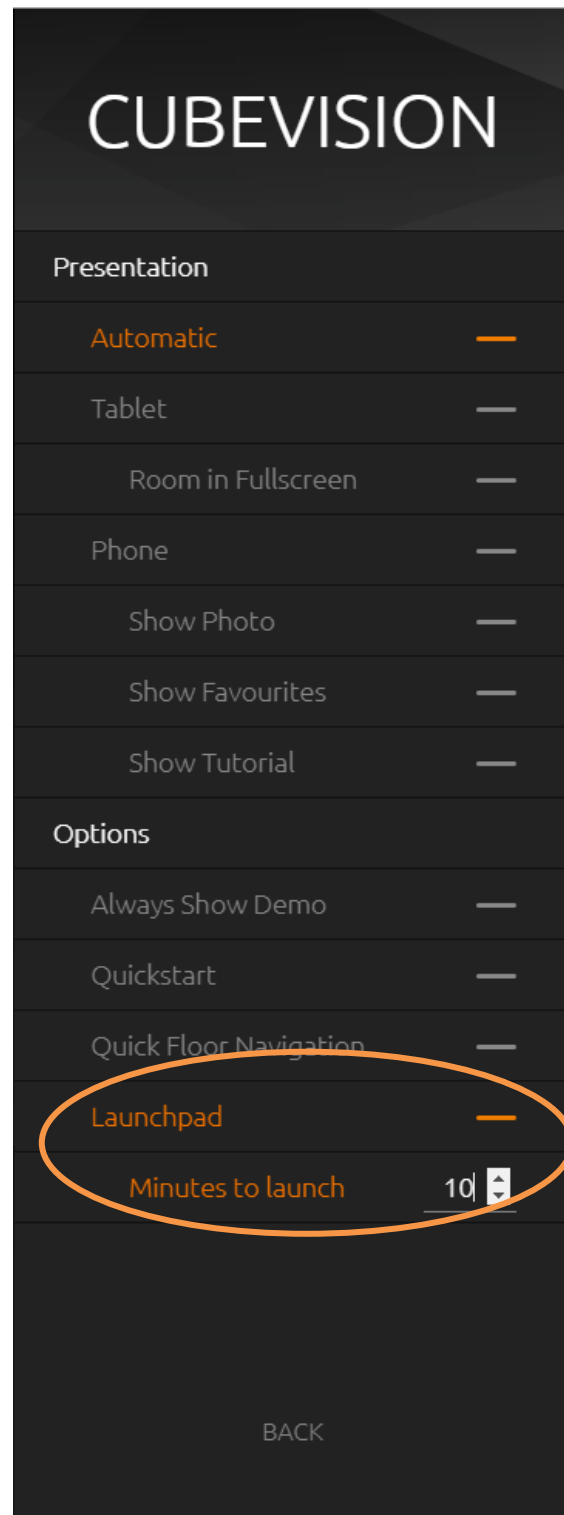 CUBEVISION
Presentation
Automatic
Tablet
Room in Fullscreen
Phone
Show Photo
Show Favourites
Show Tutorial
Options
Always Show Demo
Quickstart
Quick Floor Navigation
Launchpad
Minutes to launch 10
BACK